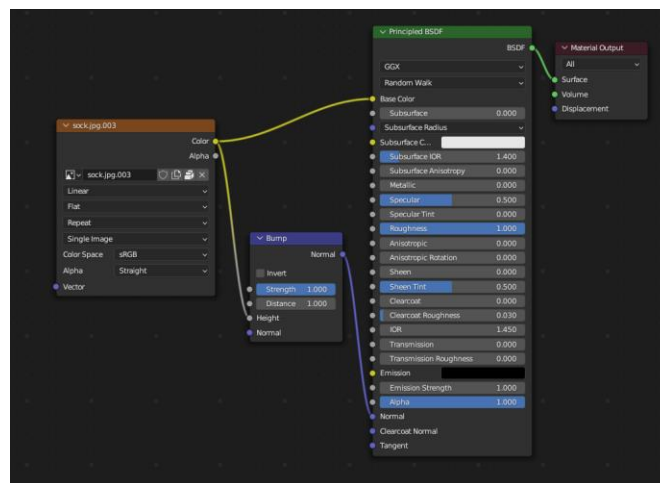 sock.jpg.003
Color
Alpha
sock.jpg.003
Linear
Flat
Repeat
Single Image
Color Space sRGB
Alpha Straight
Vector
Bump
Normal
Invert
Strength 1.000
Distance 1.000
Height
Normal
Principled BSDF
BSDF
GGX
Random Walk
Base Color
Subsurface 0.000
Subsurface Radius
Subsurface C...
Subsurface IOR 1.400
Subsurface Anisotropy 0.000
Metallic 0.000
Specular 0.500
Specular Tint 0.000
Roughness 1.000
Anisotropic 0.000
Anisotropic Rotation 0.000
Sheen 0.000
Sheen Tint 0.500
Clearcoat 0.000
Clearcoat Roughness 0.030
IOR 1.450
Transmission 0.000
Transmission Roughness 0.000
Emission
Emission Strength 1.000
Alpha 1.000
Normal
Clearcoat Normal
Tangent
Material Output
All
Surface
Volume
Displacement